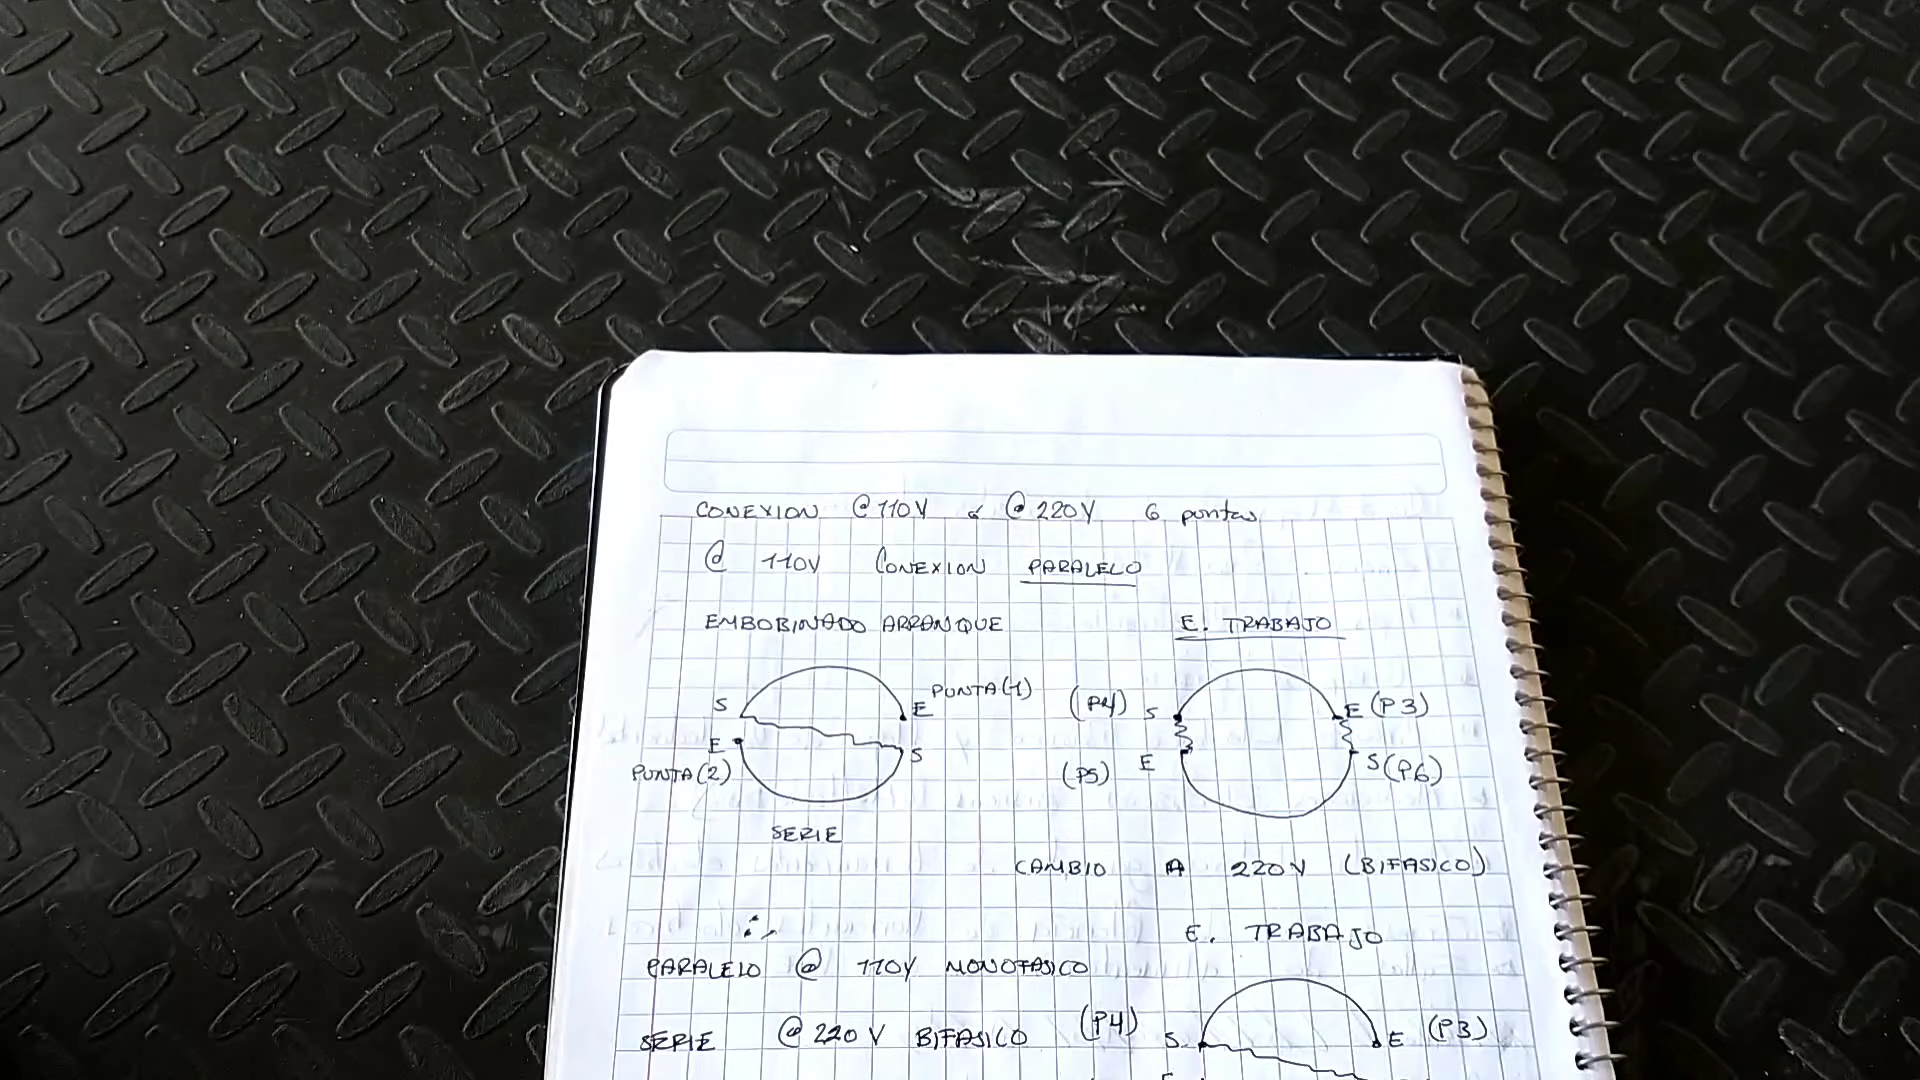 CONEXION @ 110V ó @ 220V 6 puntas
@ 110V CONEXION PARALELO
EMBOBINADO ARRANQUE
E. TRABAJO
S
E PUNTA(1)
E
S
PUNTA(2)
SERIE
(P4) S
E (P3)
(P5) E
S(P6)
CAMBIO A 220V (BIFASICO)
E. TRABAJO
PARALELO @ 110V MONOFASICO
SERIE @ 220V BIFASICO
(P4) S
E (P3)